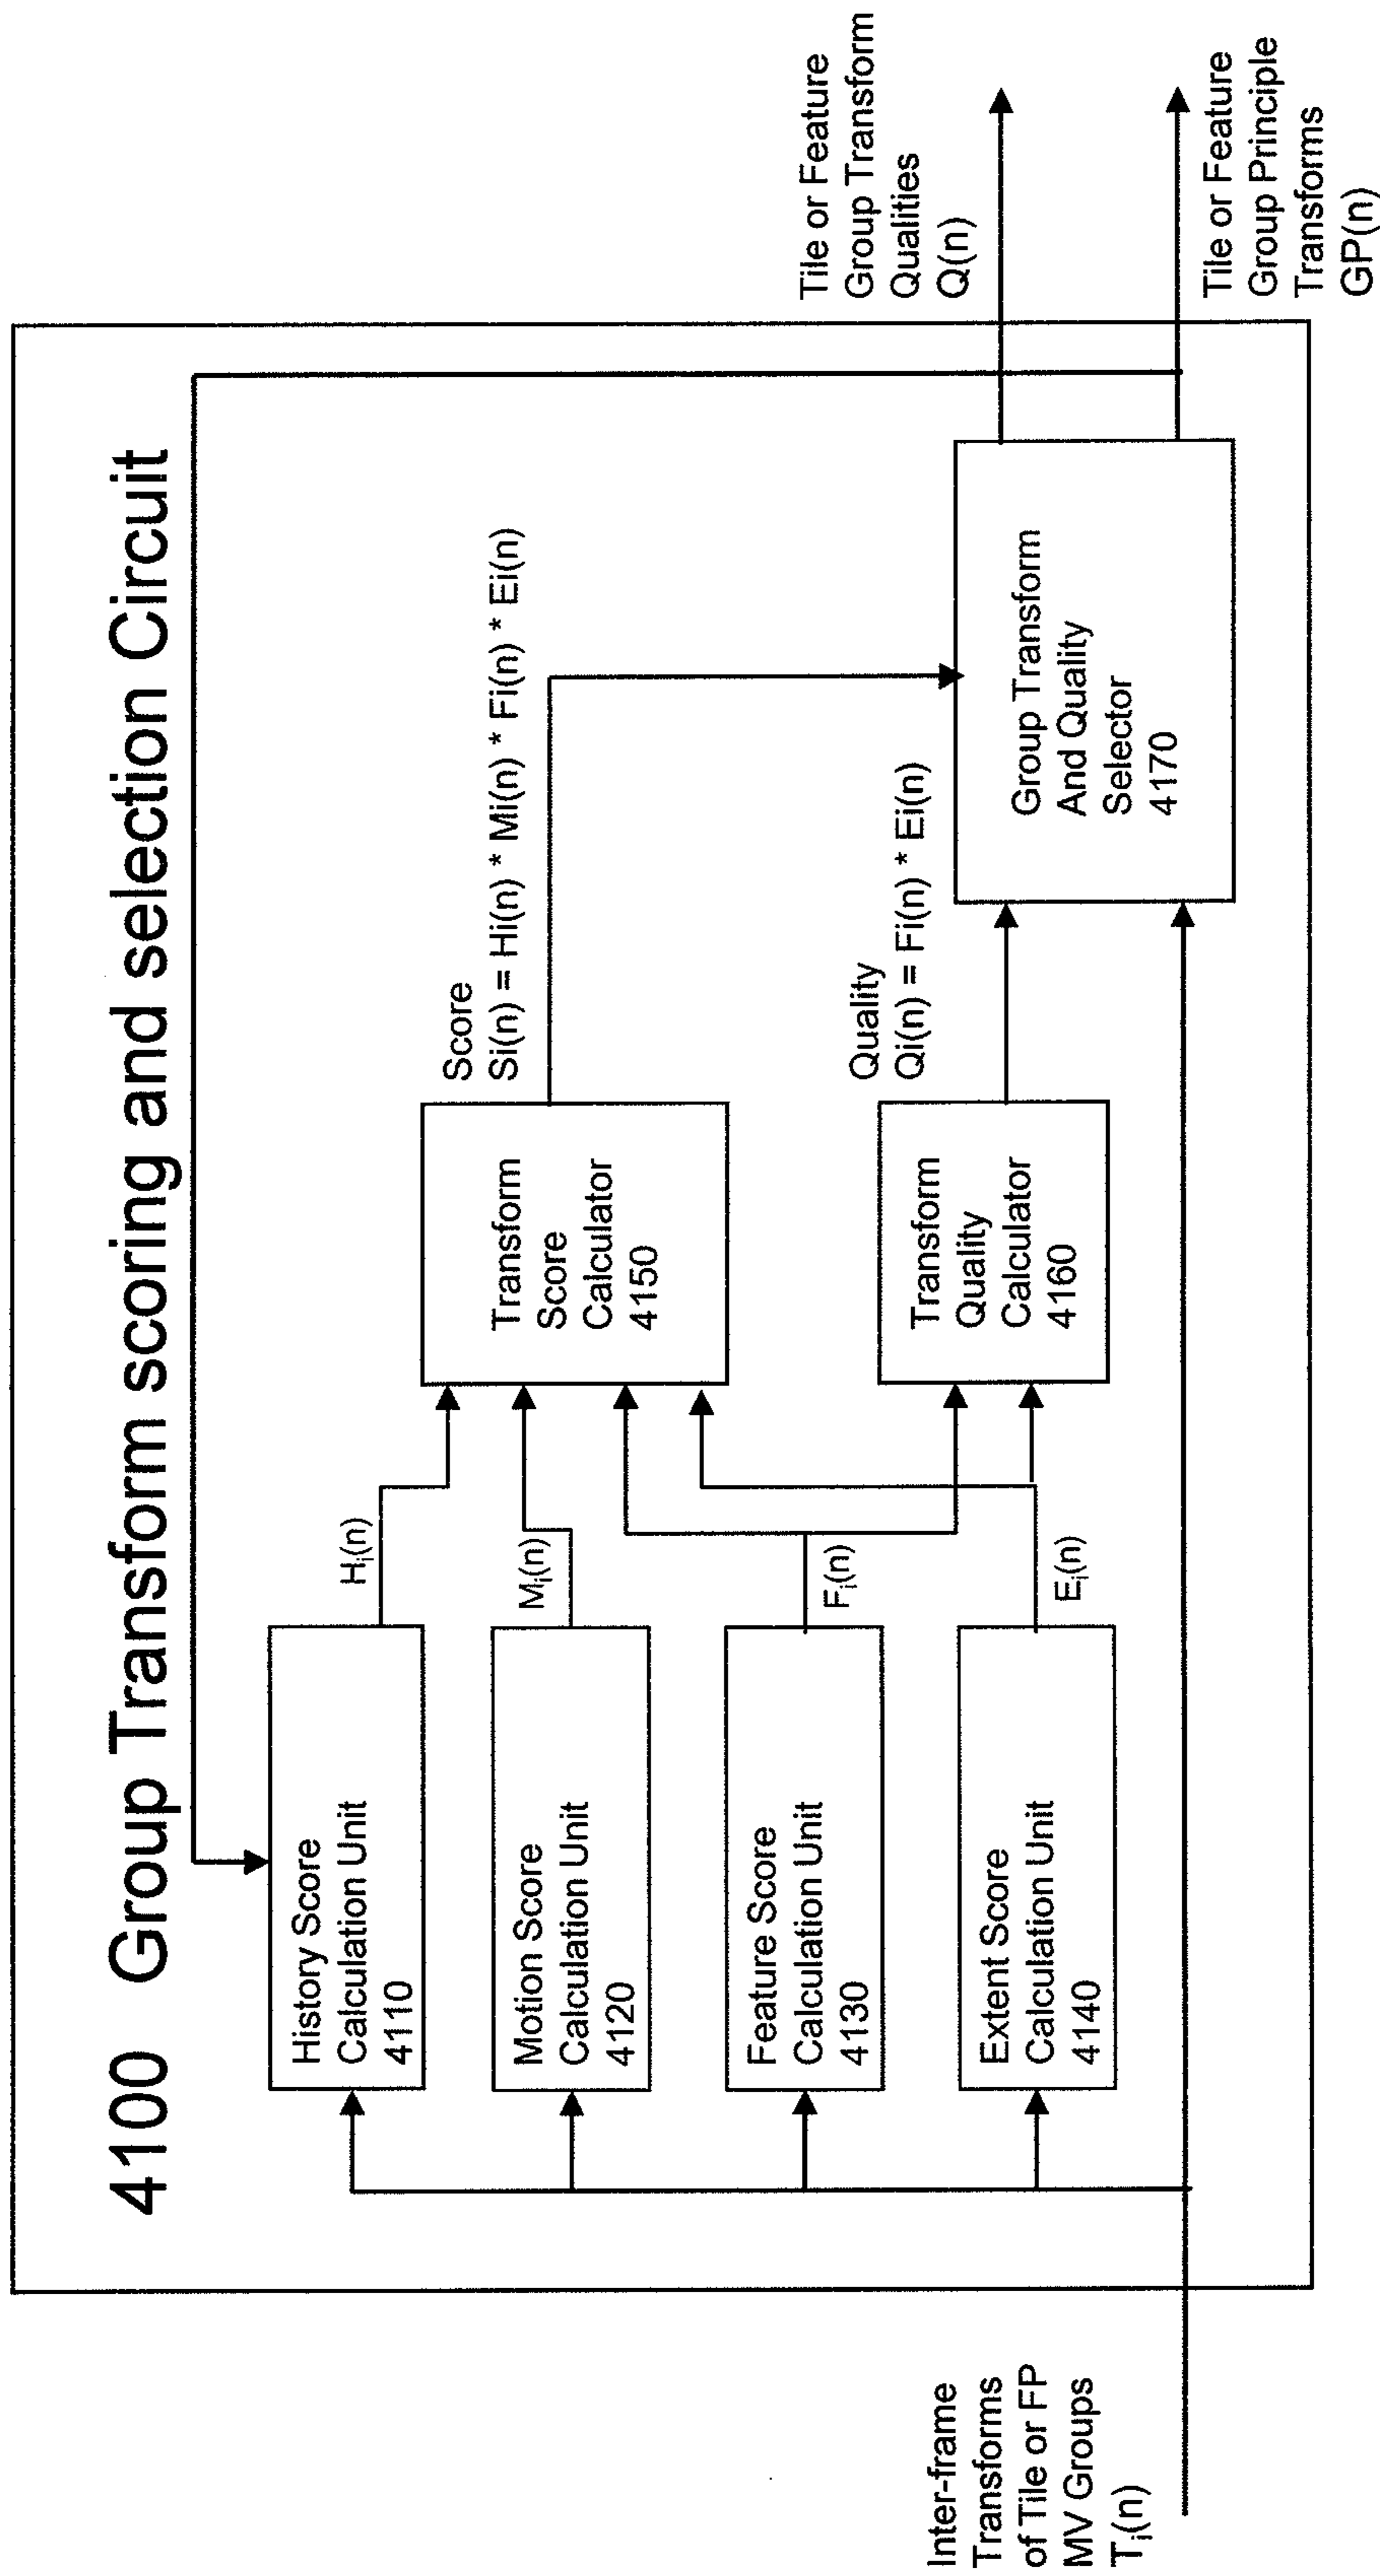 4100 Group Transform scoring and selection Circuit
Inter-frame
Transforms
of Tile or FP
MV Groups
Tᵢ(n)
History Score
Calculation Unit
4110
Motion Score
Calculation Unit
4120
Feature Score
Calculation Unit
4130
Extent Score
Calculation Unit
4140
Hᵢ(n)
Mᵢ(n)
Fᵢ(n)
Eᵢ(n)
Transform
Score
Calculator
4150
Transform
Quality
Calculator
4160
Score
Si(n) = Hi(n) * Mi(n) * Fi(n) * Ei(n)
Quality
Qi(n) = Fi(n) * Ei(n)
Group Transform
And Quality
Selector
4170
Tile or Feature
Group Transform
Qualities
Q(n)
Tile or Feature
Group Principle
Transforms
GP(n)